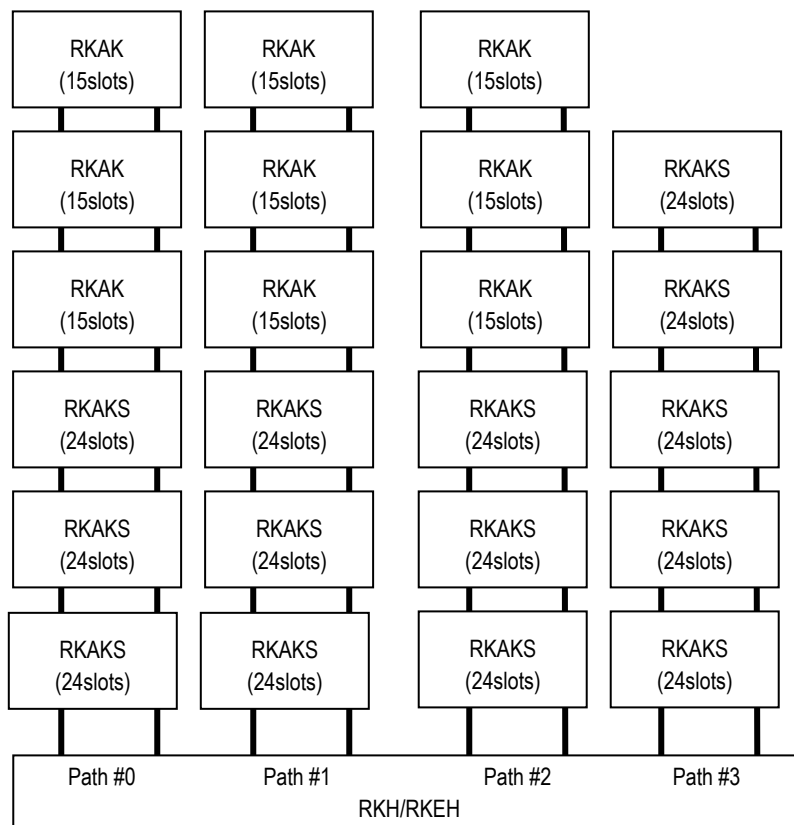 RKAK
(15slots)
RKAK
(15slots)
RKAK
(15slots)
RKAK
(15slots)
RKAK
(15slots)
RKAK
(15slots)
RKAK
(15slots)
RKAKS
(24slots)
RKAK
(15slots)
RKAK
(15slots)
RKAK
(15slots)
RKAKS
(24slots)
RKAKS
(24slots)
RKAKS
(24slots)
RKAKS
(24slots)
RKAKS
(24slots)
RKAKS
(24slots)
RKAKS
(24slots)
RKAKS
(24slots)
RKAKS
(24slots)
RKAKS
(24slots)
RKAKS
(24slots)
RKAKS
(24slots)
Path #0
Path #1
Path #2
Path #3
RKH/RKEH